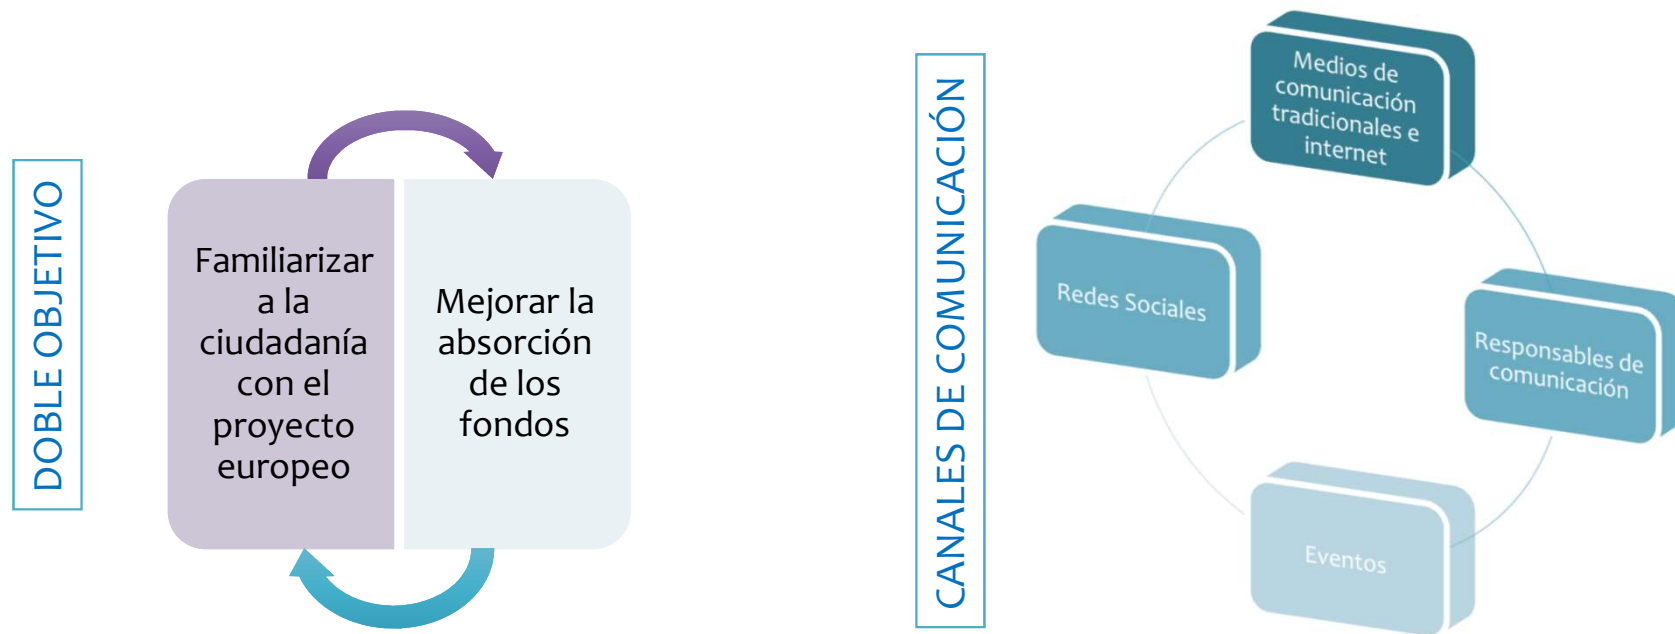 DOBLE OBJETIVO
Familiarizar
a la
ciudadanía
con el
proyecto
europeo
Mejorar la
absorción
de los
fondos
CANALES DE COMUNICACIÓN
Medios de
comunicación
tradicionales e
internet
Redes Sociales
Responsables de
comunicación
Eventos